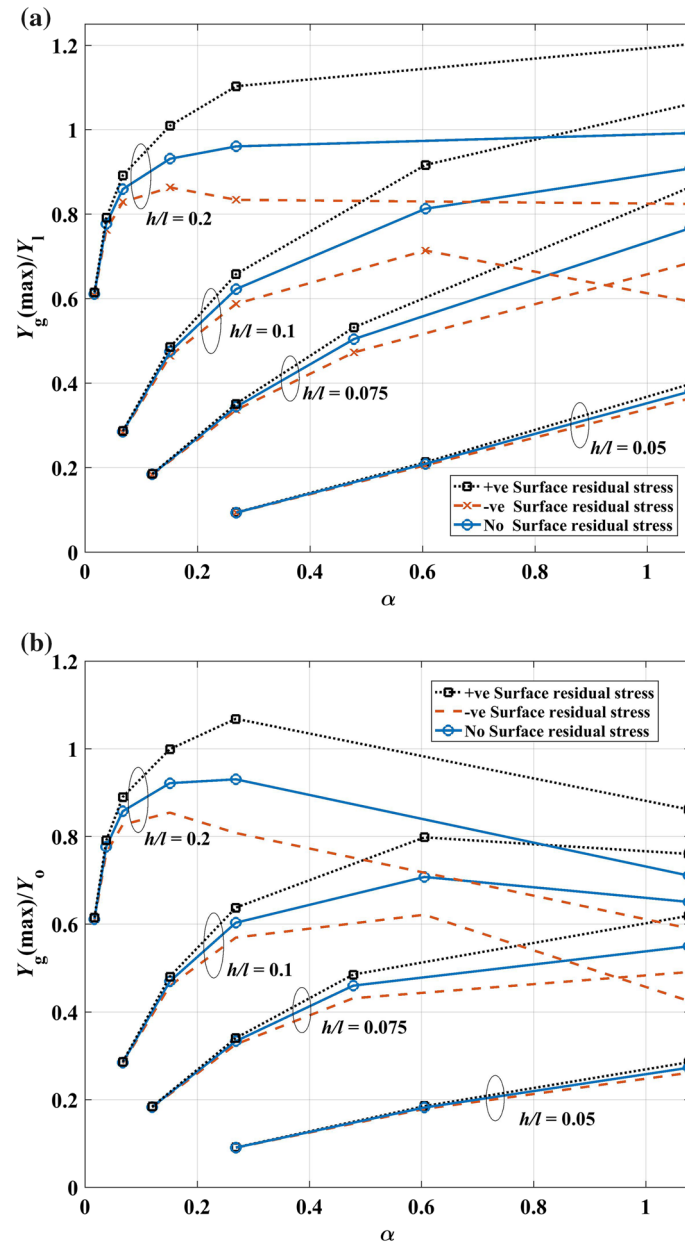 (a)
1.2
1
0.8
0.6
0.4
0.2
0
Y_g (max)/Y_l
h/l = 0.2
h/l = 0.1
h/l = 0.075
h/l = 0.05
+ve Surface residual stress
-ve Surface residual stress
No Surface residual stress
0 0.2 0.4 0.6 0.8 1
α
(b)
1.2
1
0.8
0.6
0.4
0.2
0
Y_g (max)/Y_o
+ve Surface residual stress
-ve Surface residual stress
No Surface residual stress
h/l = 0.2
h/l = 0.1
h/l = 0.075
h/l = 0.05
0 0.2 0.4 0.6 0.8 1
α